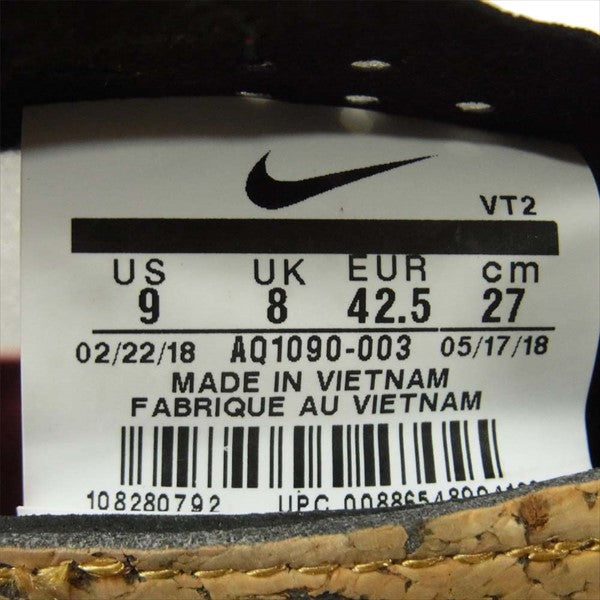 VT2
US UK EUR cm
9 8 42.5 27
02/22/18 AQ1090-003 05/17/18
MADE IN VIETNAM
FABRIQUE AU VIETNAM
108280792 UPC